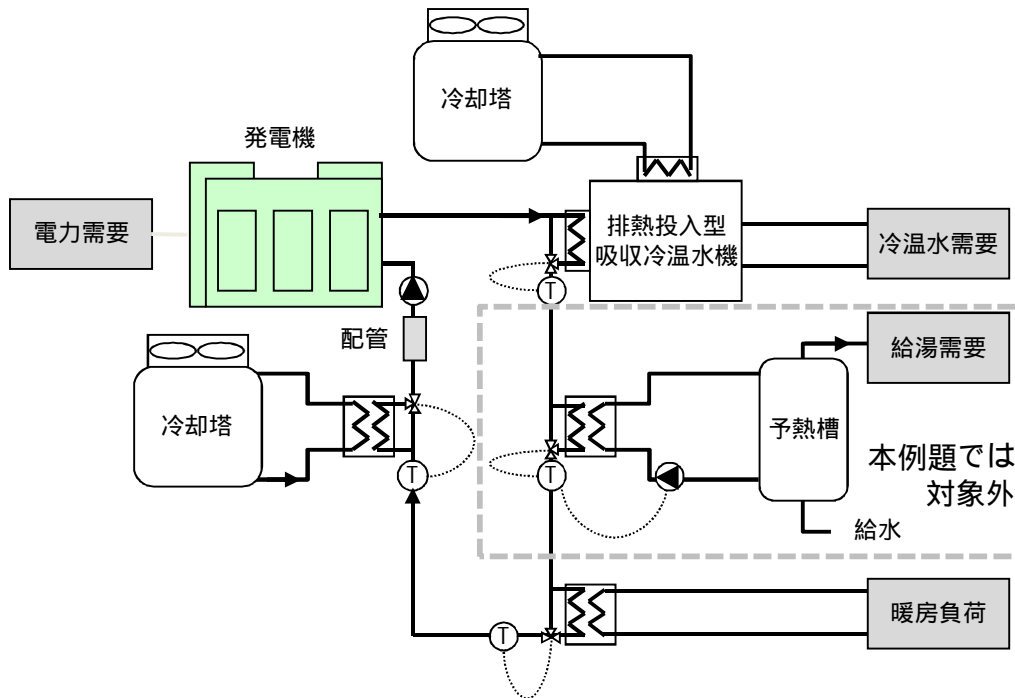 冷却塔
発電機
電力需要
排熱投入型
吸収冷温水機
冷温水需要
T
配管
給湯需要
冷却塔
予熱槽
本例題では
対象外
T
T
給水
暖房負荷
T